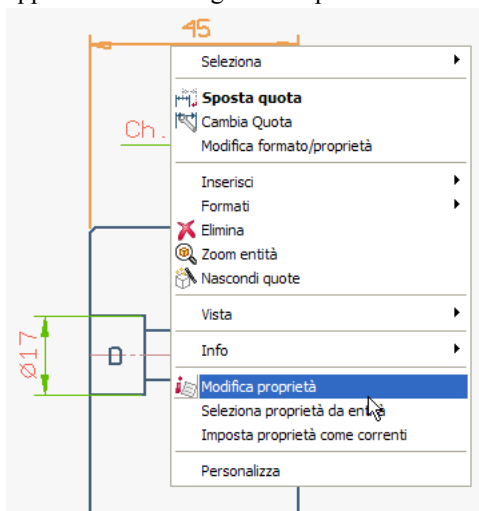 45
Seleziona
Sposta quota
Ch.
Cambia Quota
Modifica formato/proprietà
Inserisci
Formati
Elimina
Zoom entità
Nascondi quote
Vista
Ø17
D
Info
Modifica proprietà
Seleziona proprietà da entità
Imposta proprietà come correnti
Personalizza